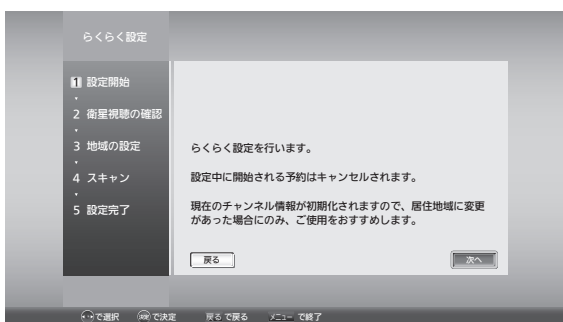 らくらく設定
1 設定開始
2 衛星視聴の確認
3 地域の設定
4 スキャン
5 設定完了
らくらく設定を行います。
設定中に開始される予約はキャンセルされます。
現在のチャンネル情報が初期化されますので、居住地域に変更
があった場合にのみ、ご使用をおすすめします。
戻る 次へ
で選択 決定 で決定 戻る で戻る メニュー で終了